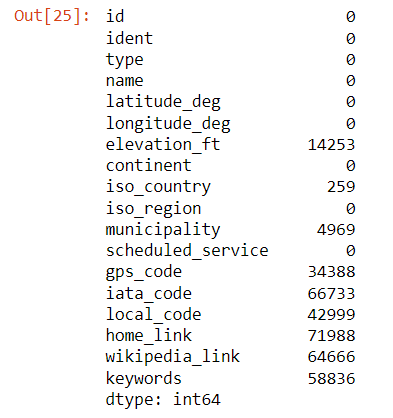 Out[25]: id 0
ident 0
type 0
name 0
latitude_deg 0
longitude_deg 0
elevation_ft 14253
continent 0
iso_country 259
iso_region 0
municipality 4969
scheduled_service 0
gps_code 34388
iata_code 66733
local_code 42999
home_link 71988
wikipedia_link 64666
keywords 58836
dtype: int64